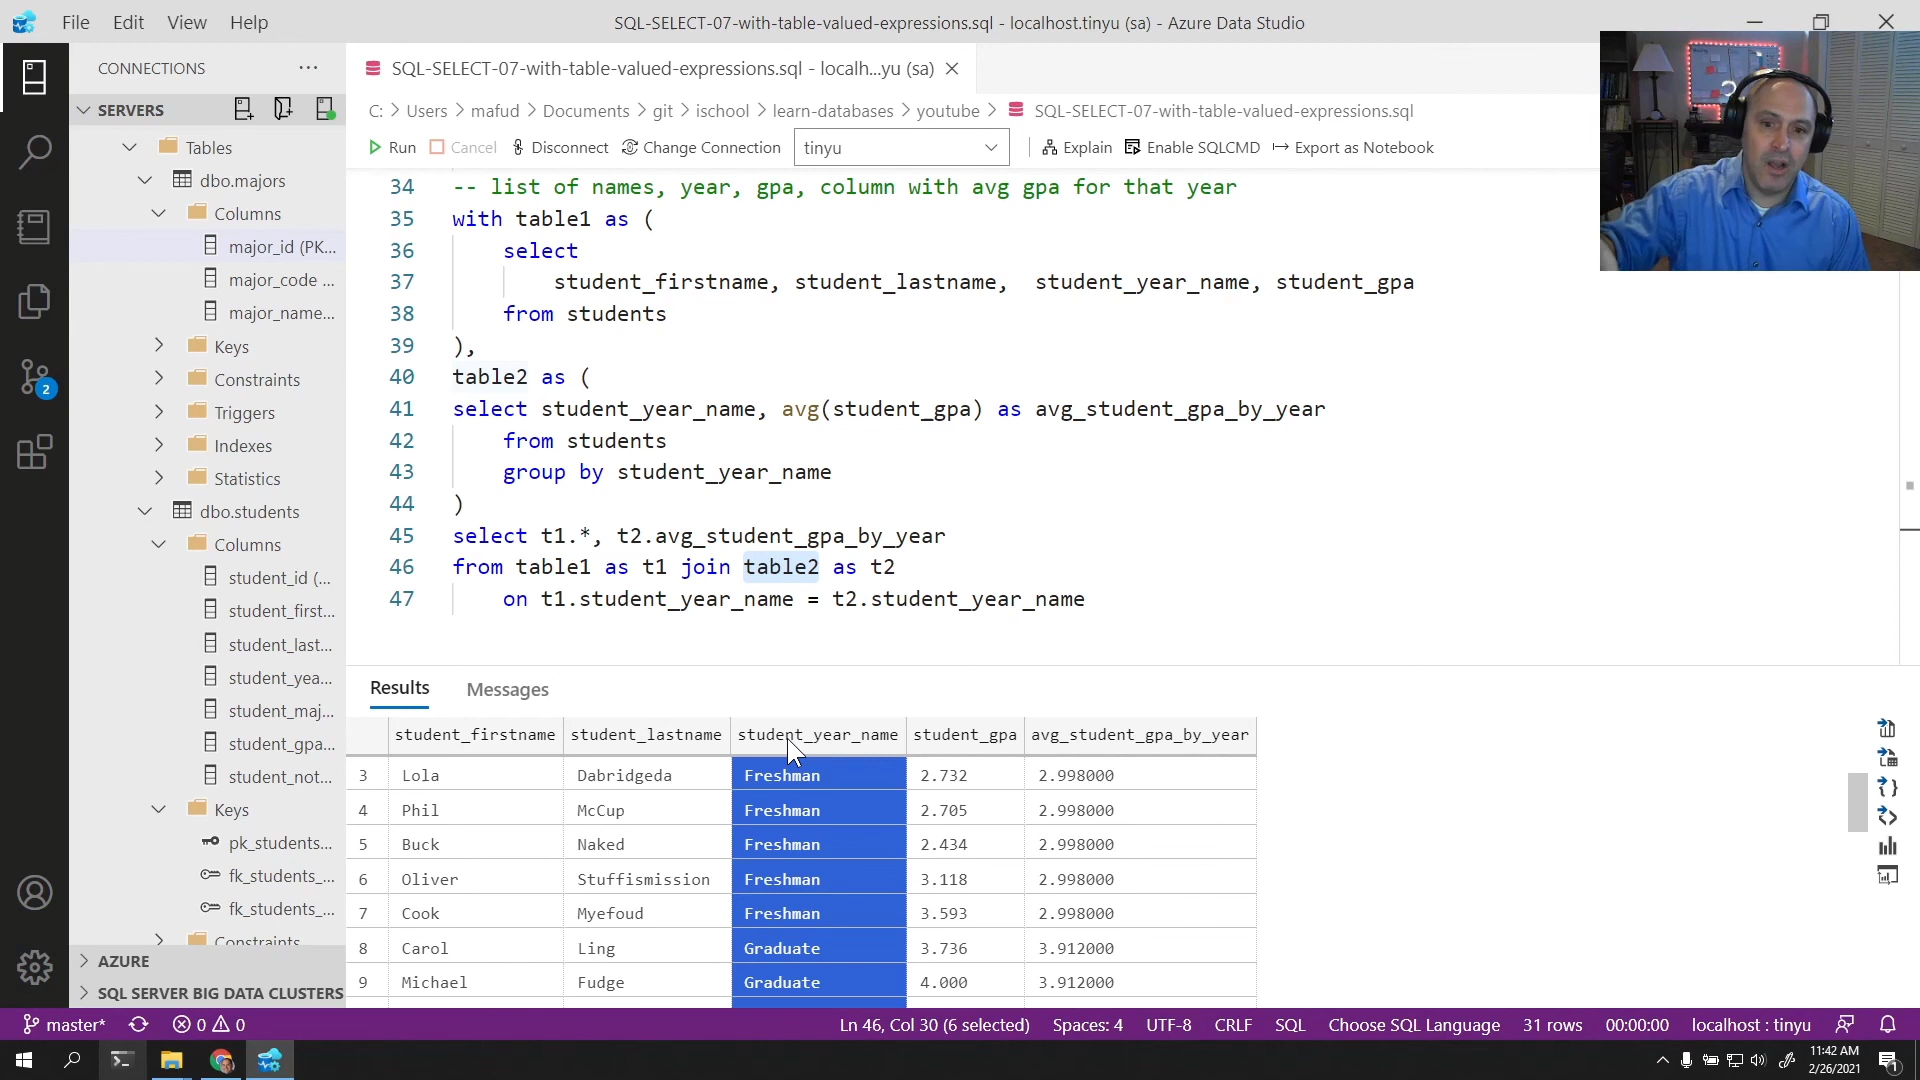 File Edit View Help
SQL-SELECT-07-with-table-valued-expressions.sql - localhost.tinyu (sa) - Azure Data Studio
CONNECTIONS
SQL-SELECT-07-with-table-valued-expressions.sql - localh...yu (sa)
SERVERS
C: > Users > mafud > Documents > git > ischool > learn-databases > youtube > SQL-SELECT-07-with-table-valued-expressions.sql
Run Cancel Disconnect Change Connection tinyu Explain Enable SQLCMD Export as Notebook
Tables
dbo.majors
Columns
major_id (PK...
major_code ...
major_name...
Keys
Constraints
Triggers
Indexes
Statistics
dbo.students
Columns
student_id (...
student_first...
student_last...
student_yea...
student_maj...
student_gpa...
student_not...
Keys
pk_students...
fk_students_...
fk_students_...
Constraints
AZURE
SQL SERVER BIG DATA CLUSTERS
2
34 -- list of names, year, gpa, column with avg gpa for that year
35 with table1 as (
36 select
37 student_firstname, student_lastname,  student_year_name, student_gpa
38 from students
39 ),
40 table2 as (
41 select student_year_name, avg(student_gpa) as avg_student_gpa_by_year
42 from students
43 group by student_year_name
44 )
45 select t1.*, t2.avg_student_gpa_by_year
46 from table1 as t1 join table2 as t2
47 on t1.student_year_name = t2.student_year_name
Results Messages
student_firstname student_lastname student_year_name student_gpa avg_student_gpa_by_year
3 Lola Dabridgeda Freshman 2.732 2.998000
4 Phil McCup Freshman 2.705 2.998000
5 Buck Naked Freshman 2.434 2.998000
6 Oliver Stuffismission Freshman 3.118 2.998000
7 Cook Myefoud Freshman 3.593 2.998000
8 Carol Ling Graduate 3.736 3.912000
9 Michael Fudge Graduate 4.000 3.912000
master* 0 0 Ln 46, Col 30 (6 selected) Spaces: 4 UTF-8 CRLF SQL Choose SQL Language 31 rows 00:00:00 localhost : tinyu
11:42 AM
2/26/2021
1